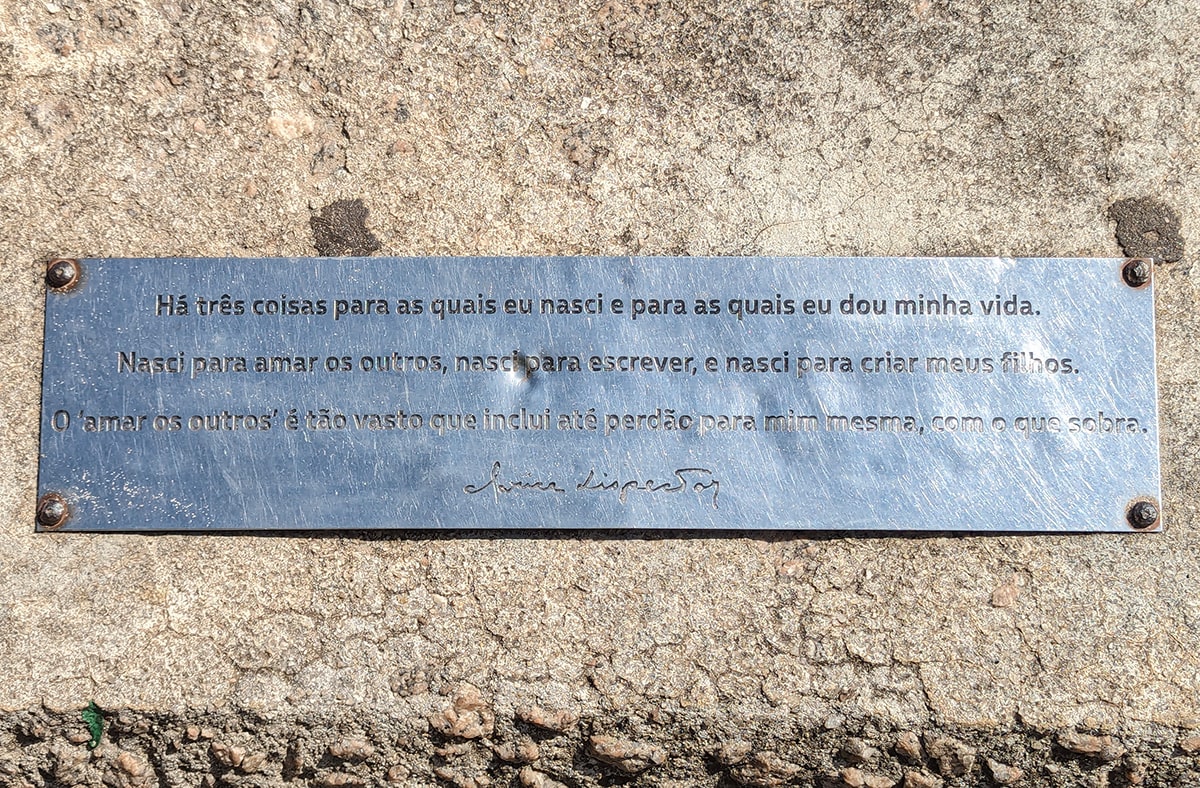 Há três coisas para as quais eu nasci e para as quais eu dou minha vida.
Nasci para amar os outros, nasci para escrever, e nasci para criar meus filhos.
O ‘amar os outros’ é tão vasto que inclui até perdão para mim mesma, com o que sobra.
Clarice Lispector